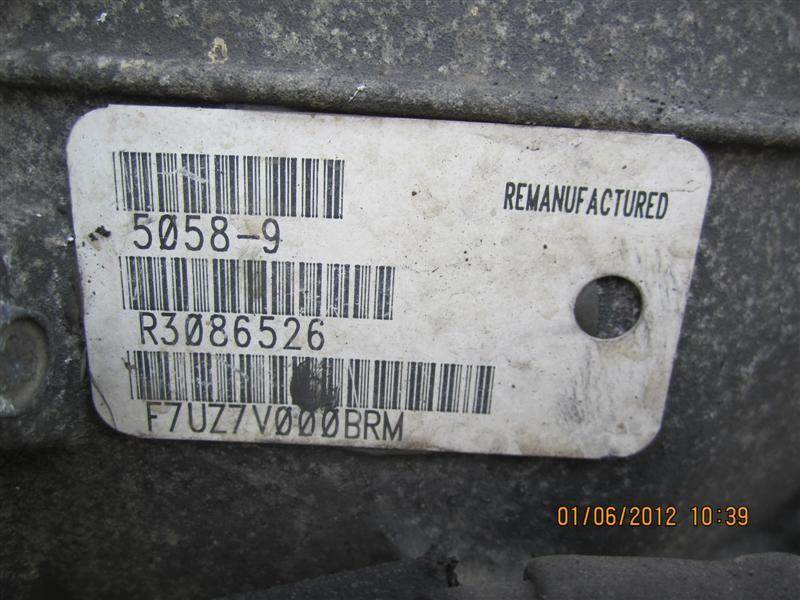 REMANUFACTURED
5058-9
R3086526
F7UZ7V000BRM
01/06/2012 10:39